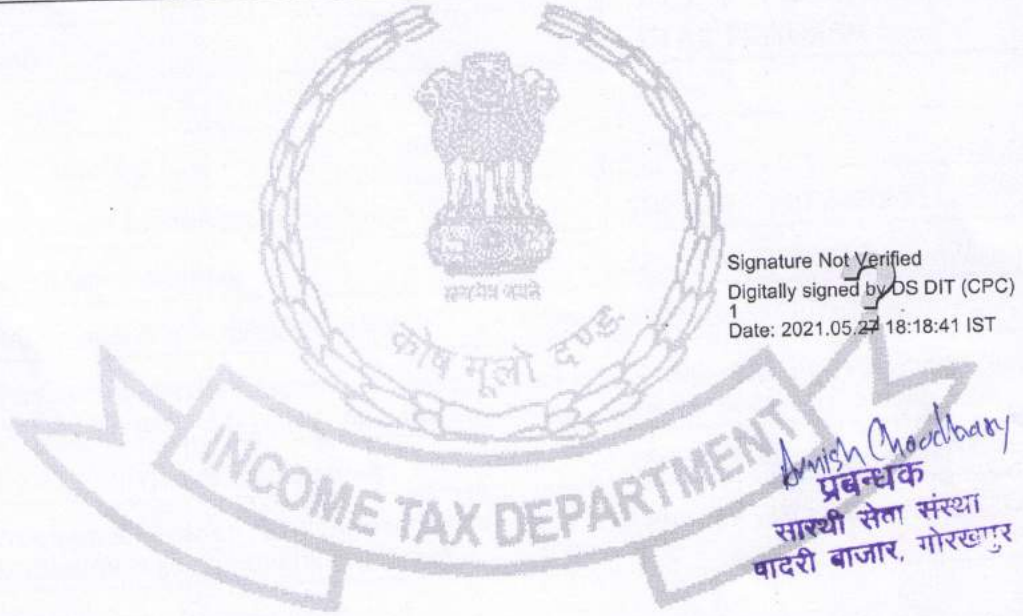 सत्यमेव जयते
कोष मूलो दण्डः
INCOME TAX DEPARTMENT
Signature Not Verified
Digitally signed by DS DIT (CPC)
1
Date: 2021.05.27 18:18:41 IST
Amish Choudhary
प्रबन्धक
सारथी सेवा संस्था
पादरी बाजार, गोरखपुर